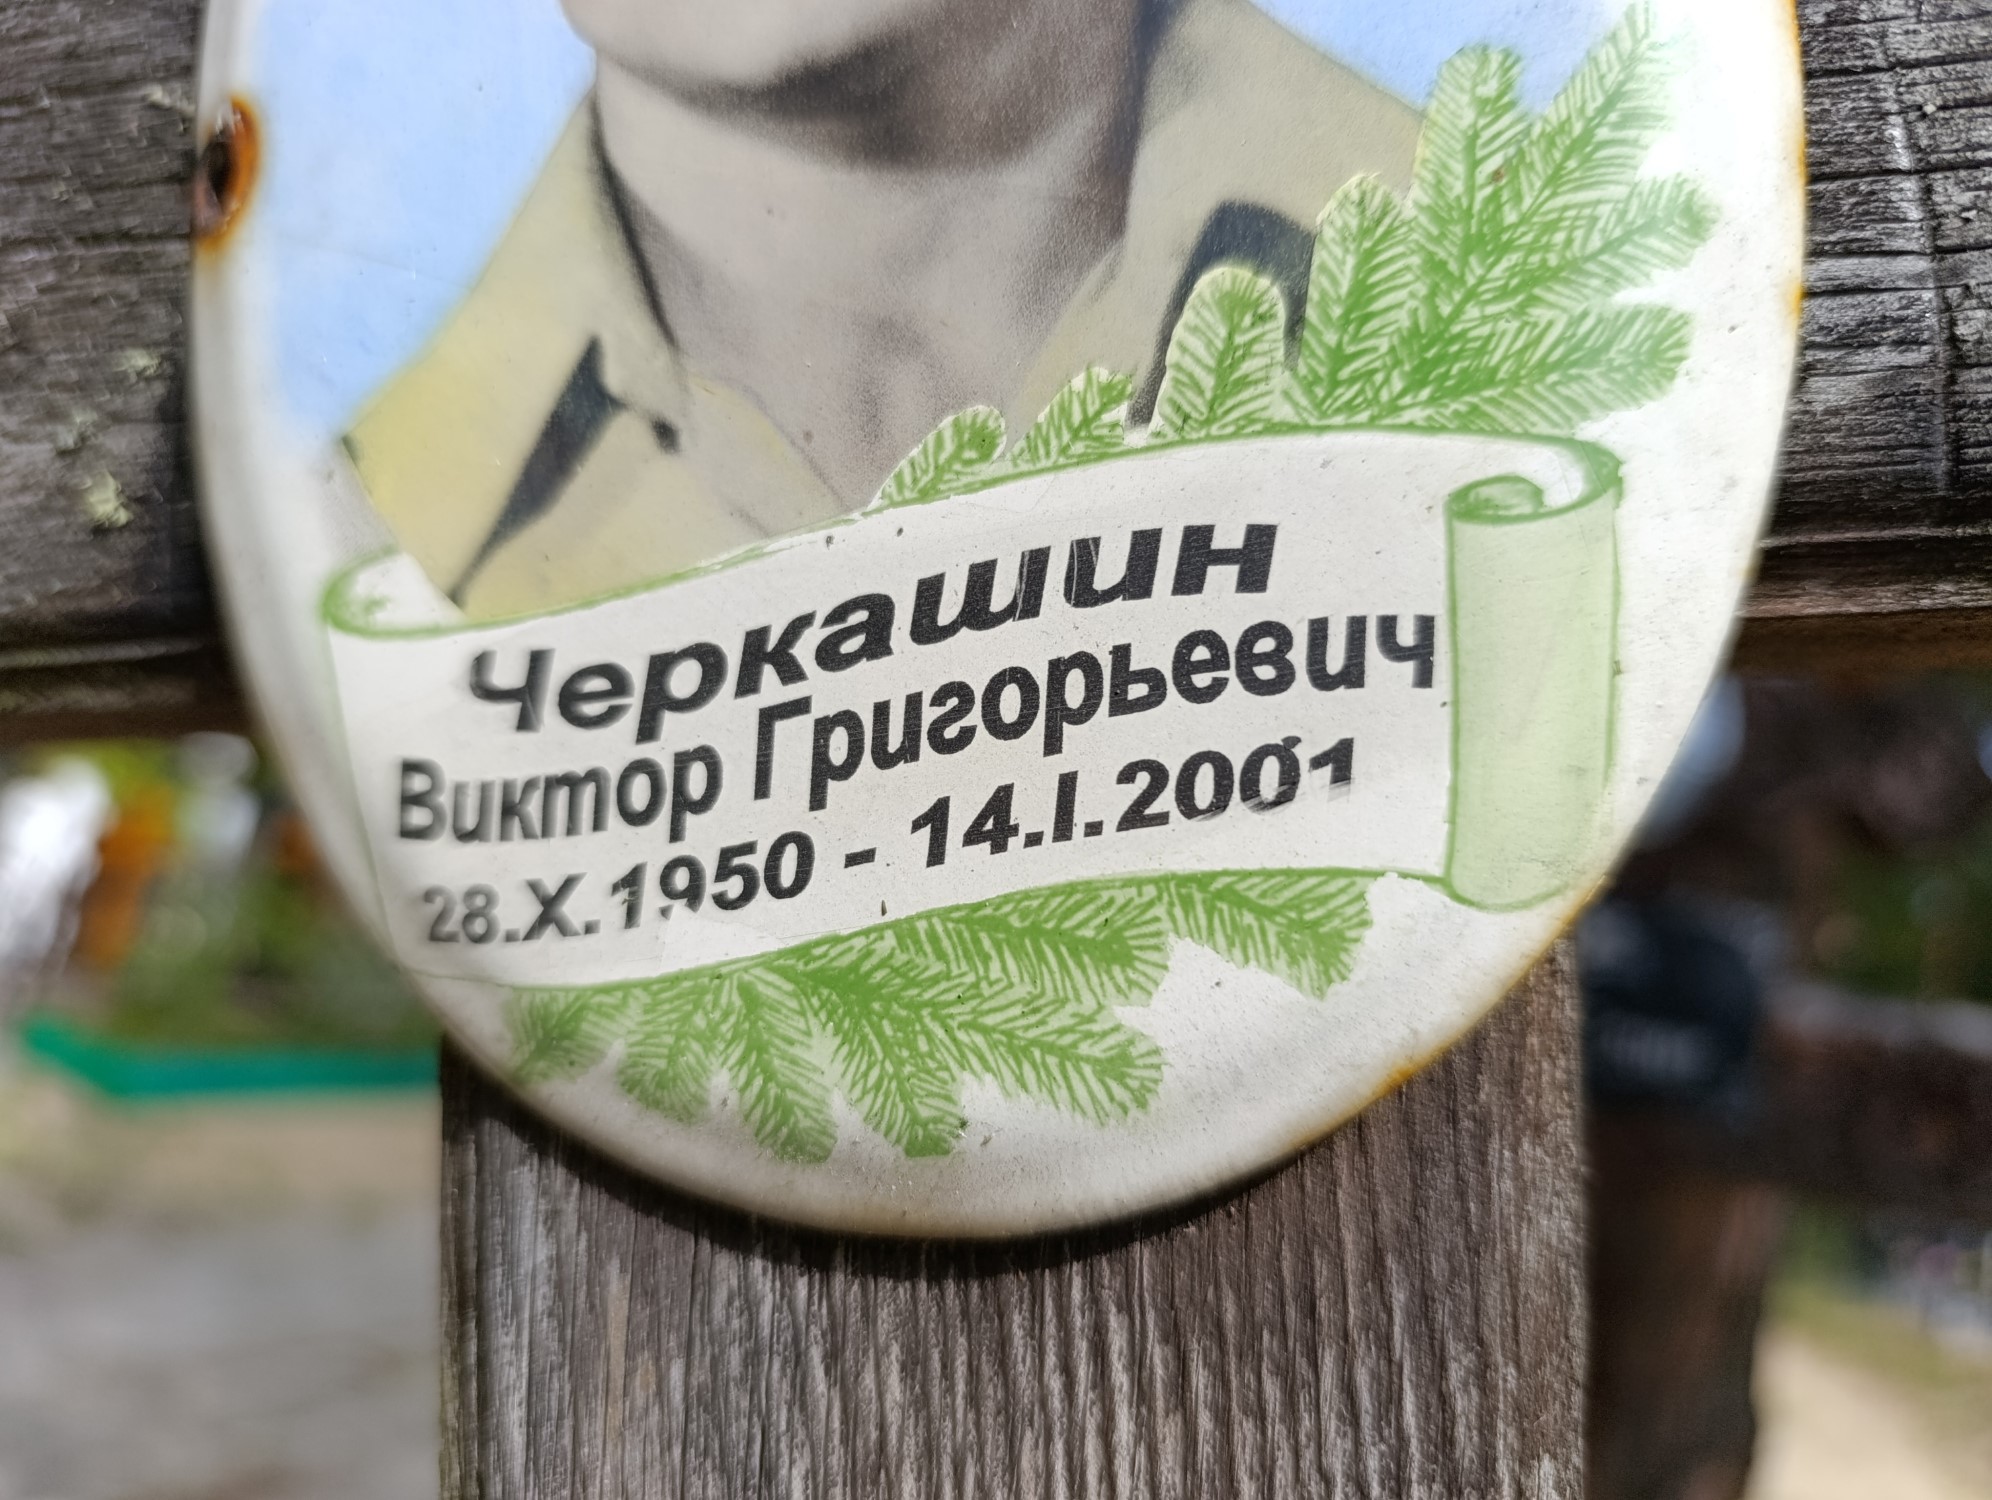 Черкашин
Виктор Григорьевич
28.X.1950 - 14.I.2001